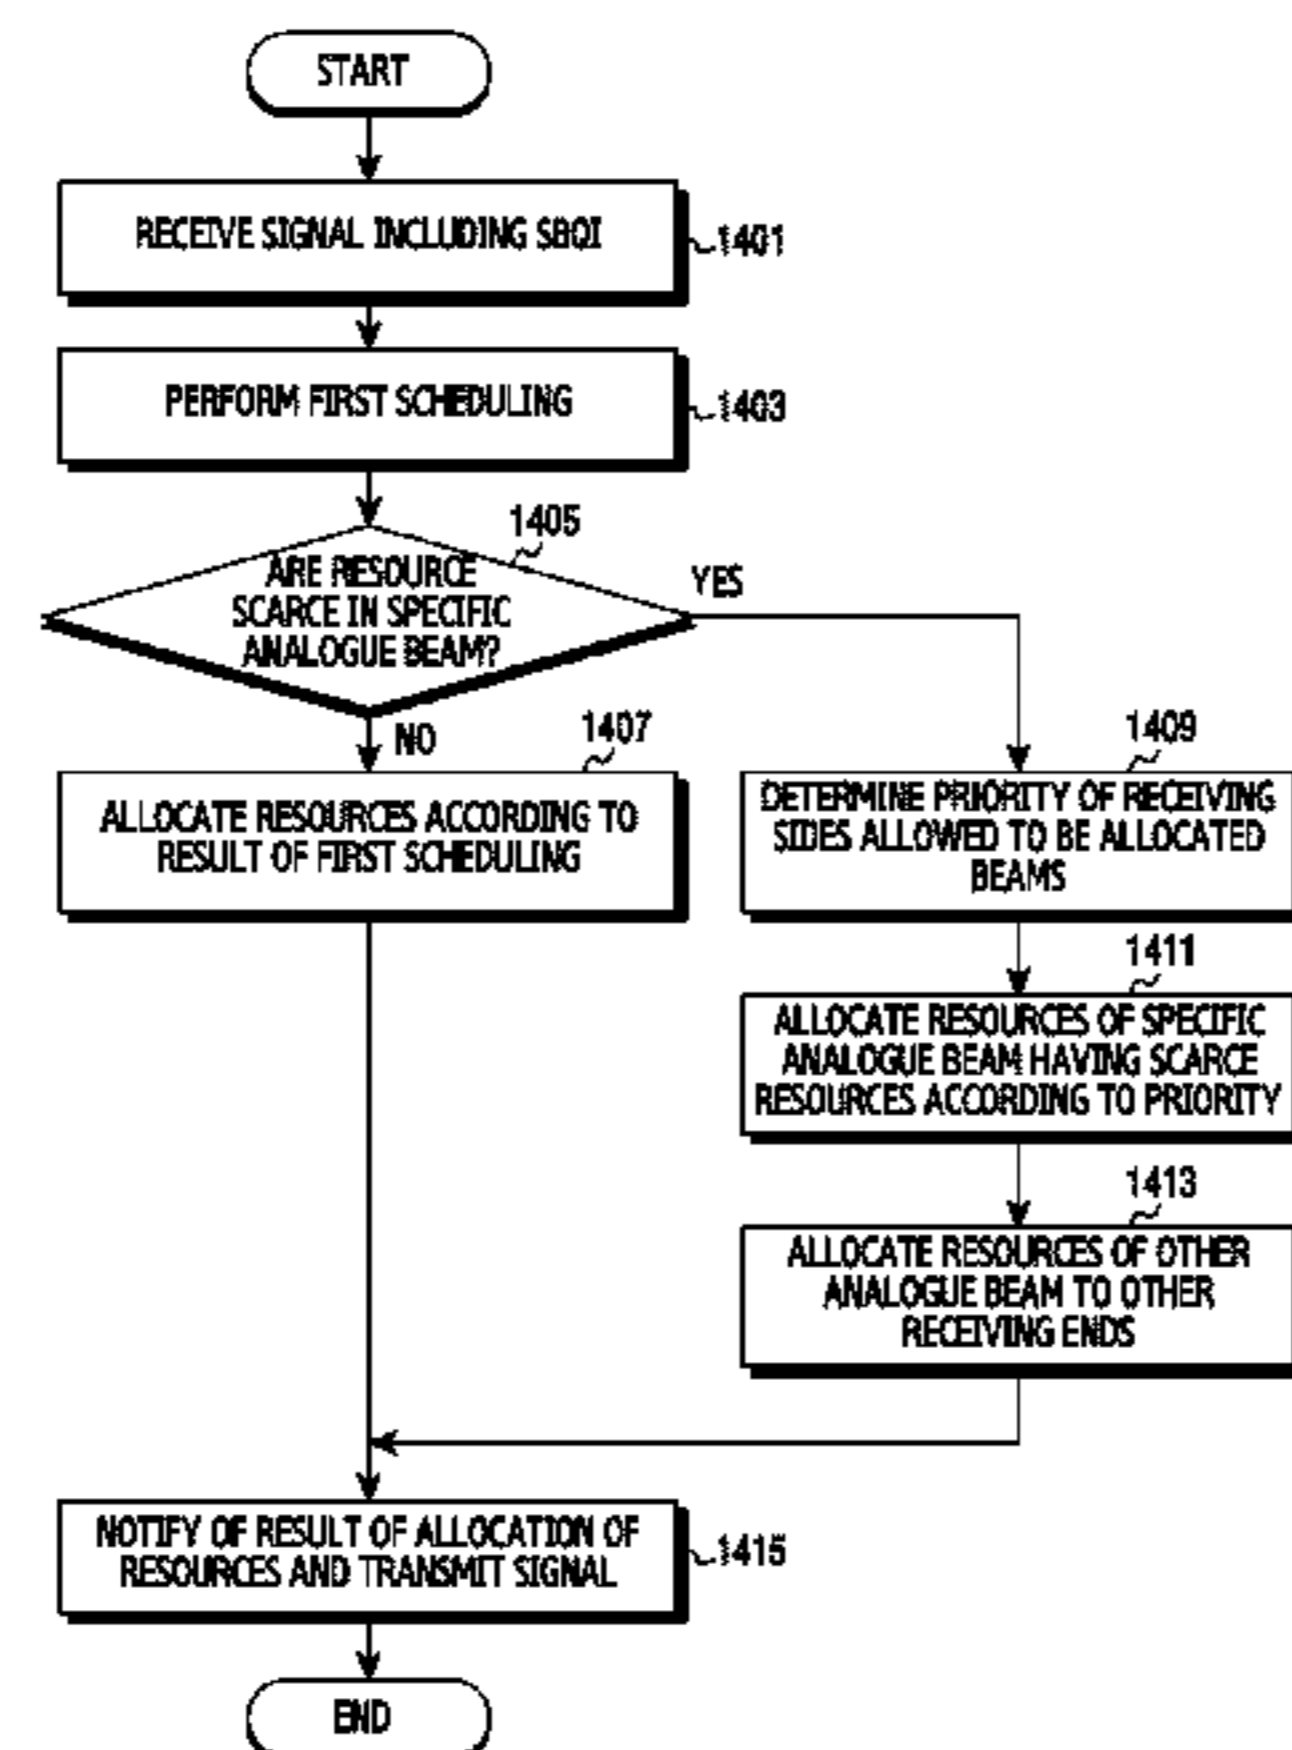 START
RECEIVE SIGNAL INCLUDING SBQI
1401
PERFORM FIRST SCHEDULING
1403
1405
ARE RESOURCE
SCARCE IN SPECIFIC
ANALOGUE BEAM?
YES
NO
1407
ALLOCATE RESOURCES ACCORDING TO
RESULT OF FIRST SCHEDULING
1409
DETERMINE PRIORITY OF RECEIVING
SIDES ALLOWED TO BE ALLOCATED
BEAMS
1411
ALLOCATE RESOURCES OF SPECIFIC
ANALOGUE BEAM HAVING SCARCE
RESOURCES ACCORDING TO PRIORITY
1413
ALLOCATE RESOURCES OF OTHER
ANALOGUE BEAM TO OTHER
RECEIVING ENDS
NOTIFY OF RESULT OF ALLOCATION OF
RESOURCES AND TRANSMIT SIGNAL
1415
END